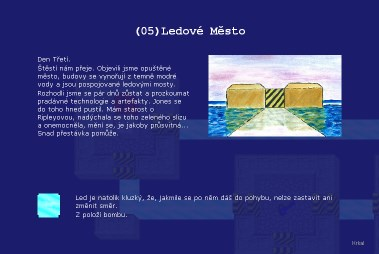 (05)Ledové Město
Den Třetí.
Štěstí nám přeje. Objevili jsme opuštěné
město, budovy se vynořují z temně modré
vody a jsou pospojované ledovými mosty.
Rozhodli jsme se pár dnů zůstat a prozkoumat
pradávné technologie a artefakty. Jones se
do toho hned pustil. Mám starost o
Ripleyovou, nadýchala se toho zeleného slizu
a onemocněla, mění se, je jakoby průsvitná...
Snad přestávka pomůže.
Led je natolik kluzký, že, jakmile se po něm dáš do pohybu, nelze zastavit ani
změnit směr.
Z položí bombu.
Hrkal